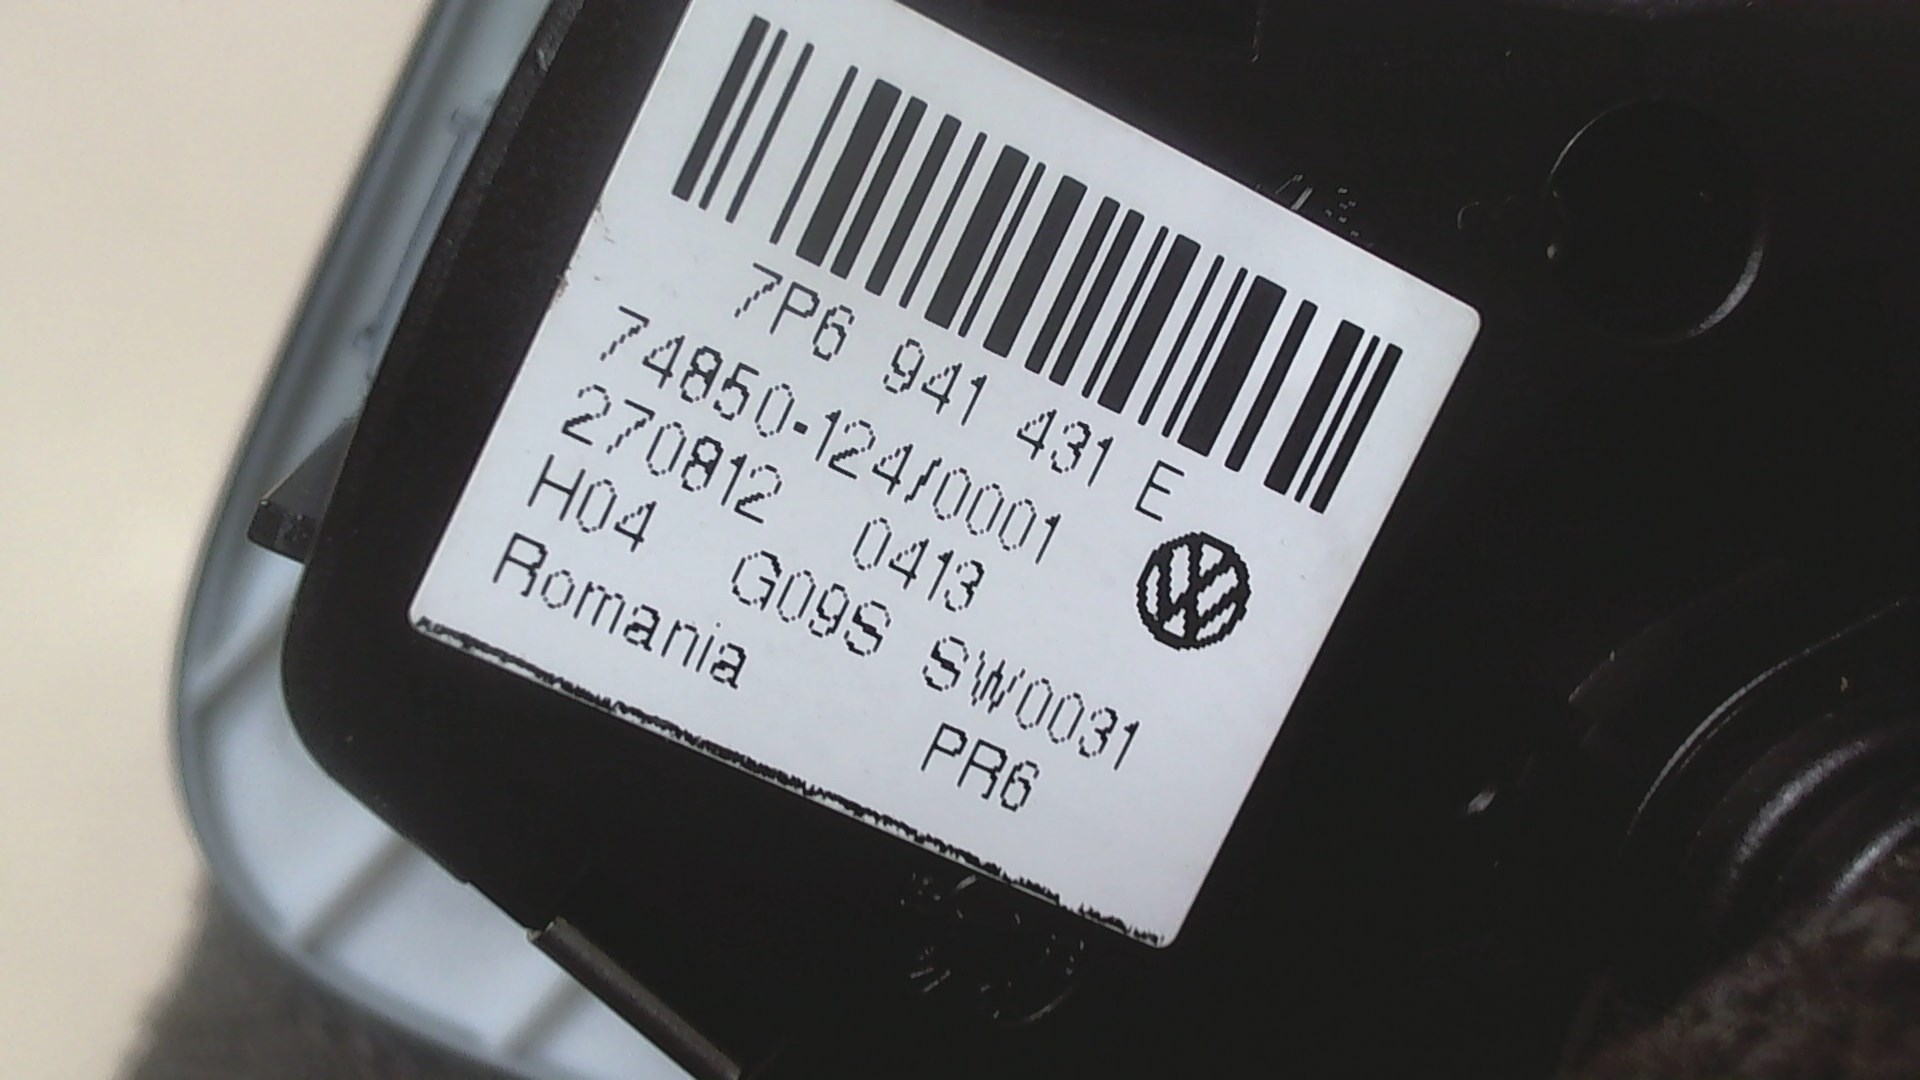 7P6 941 431 E
74850-124/0001
270812 0413
H04 G09S SW0031
Romania PR6